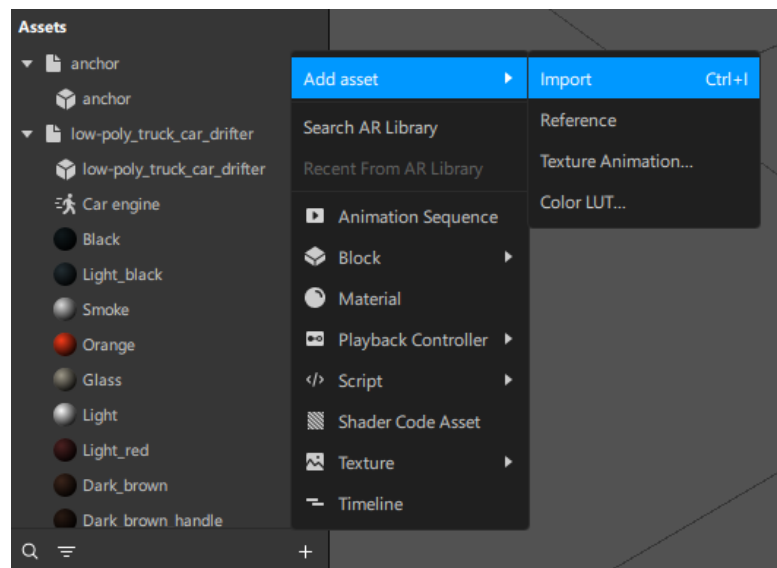 Assets
anchor
anchor
low-poly_truck_car_drifter
low-poly_truck_car_drifter
Car engine
Black
Light_black
Smoke
Orange
Glass
Light
Light_red
Dark_brown
Dark_brown_handle
Add asset
Search AR Library
Recent From AR Library
Animation Sequence
Block
Material
Playback Controller
Script
Shader Code Asset
Texture
Timeline
Import Ctrl+I
Reference
Texture Animation...
Color LUT...